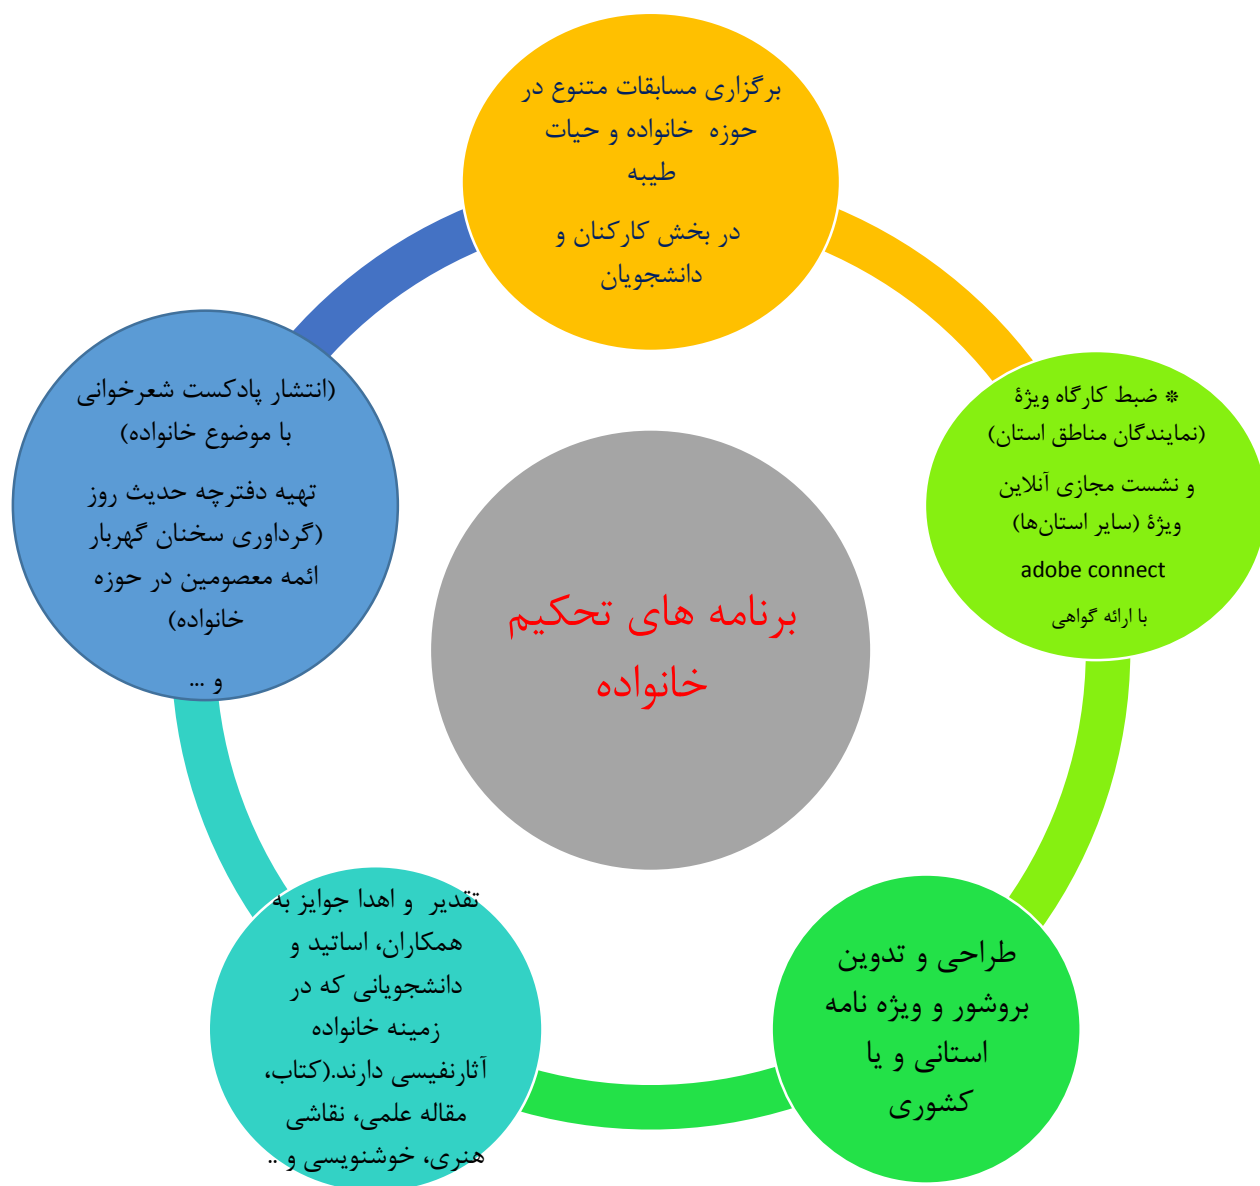 برگزاری مسابقات متنوع در
حوزه خانواده و حیات
طیبه
در بخش کارکنان و
دانشجویان
* ضبط کارگاه ویژۀ
(نمایندگان مناطق استان)
و نشست مجازی آنلاین
ویژۀ (سایر استان‌ها)
adobe connect
با ارائه گواهی
طراحی و تدوین
بروشور و ویژه نامه
استانی و یا
کشوری
تقدیر و اهدا جوایز به
همکاران، اساتید و
دانشجویانی که در
زمینه خانواده
آثارنفیسی دارند.(کتاب،
مقاله علمی، نقاشی
هنری، خوشنویسی و ..
(انتشار پادکست شعرخوانی
با موضوع خانواده)
تهیه دفترچه حدیث روز
(گرداوری سخنان گهربار
ائمه معصومین در حوزه
خانواده)
و ...
برنامه های تحکیم
خانواده